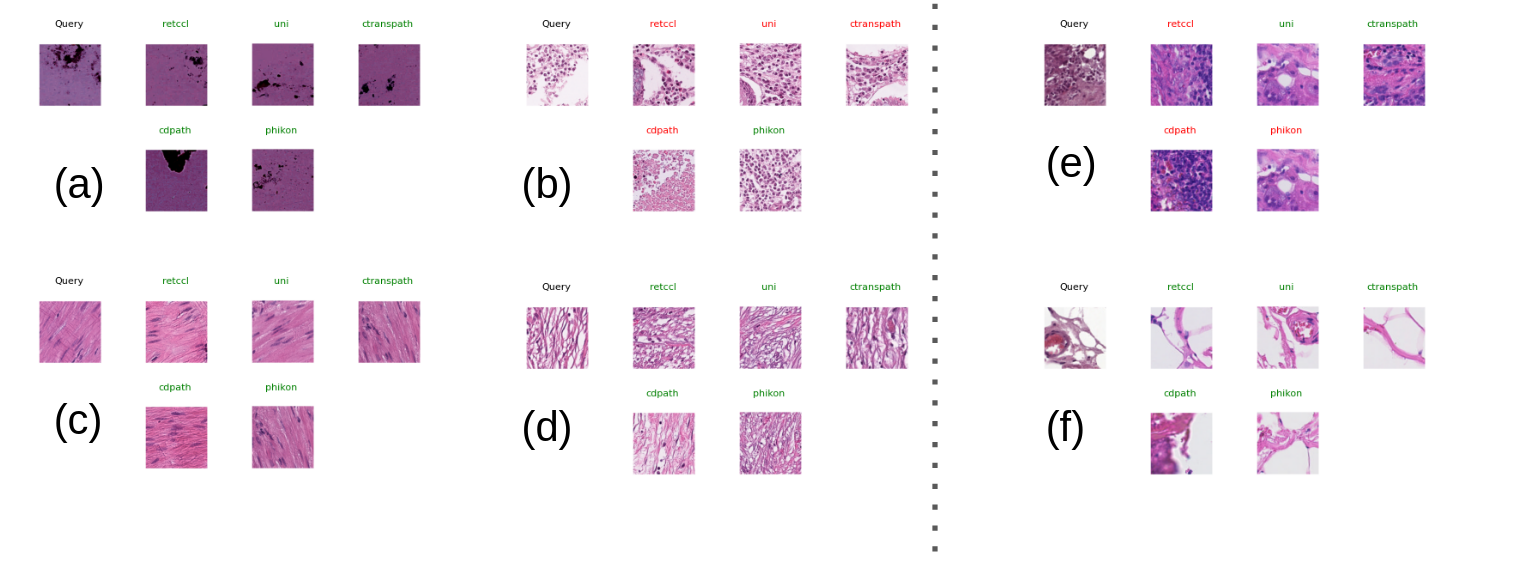 Query retccl uni ctranspath
cdpath phikon
(a)
Query retccl uni ctranspath
cdpath phikon
(b)
Query retccl uni ctranspath
cdpath phikon
(e)
Query retccl uni ctranspath
cdpath phikon
(c)
Query retccl uni ctranspath
cdpath phikon
(d)
Query retccl uni ctranspath
cdpath phikon
(f)